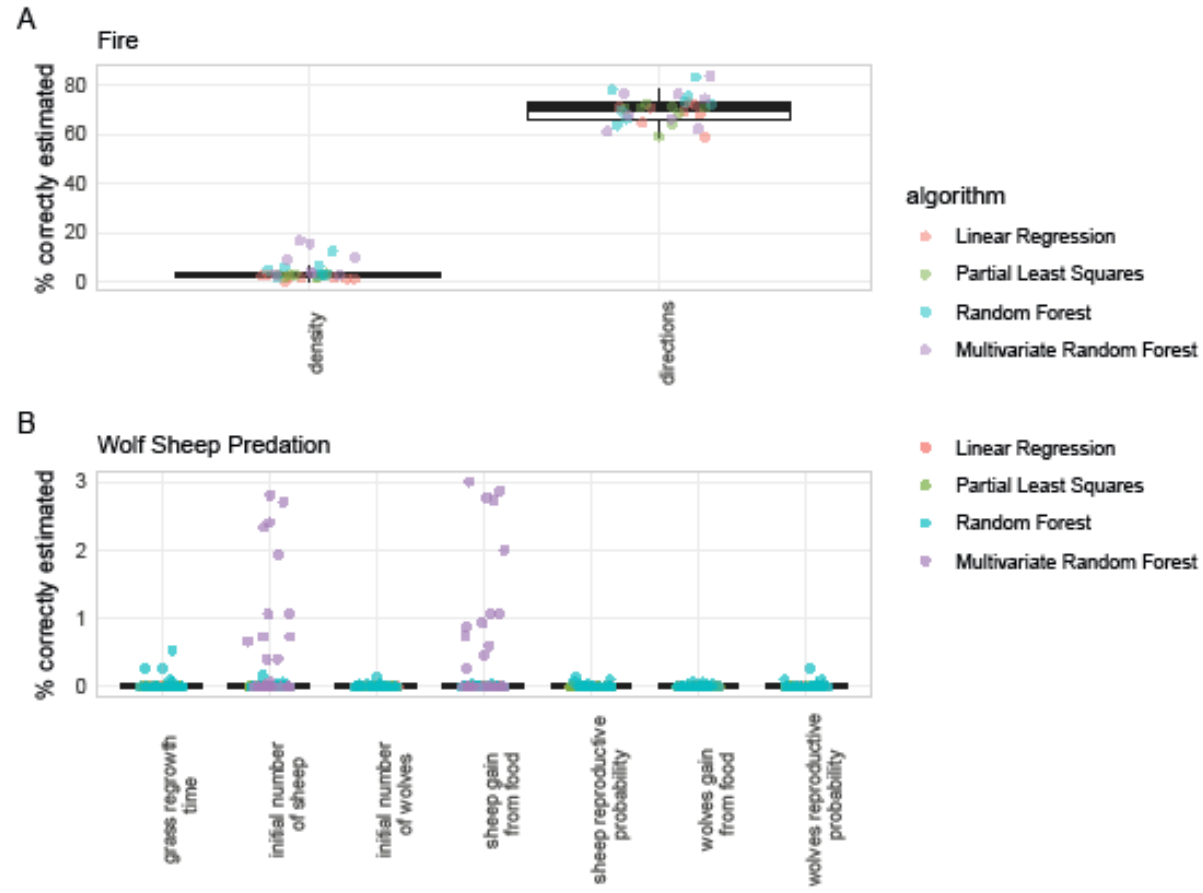 A
Fire
% correctly estimated
80
60
40
20
0
density
directions
algorithm
Linear Regression
Partial Least Squares
Random Forest
Multivariate Random Forest
B
Wolf Sheep Predation
% correctly estimated
3
2
1
0
grass regrowth
time
initial number
of sheep
initial number
of wolves
sheep gain
from food
sheep reproductive
probability
wolves gain
from food
wolves reproductive
probability
Linear Regression
Partial Least Squares
Random Forest
Multivariate Random Forest